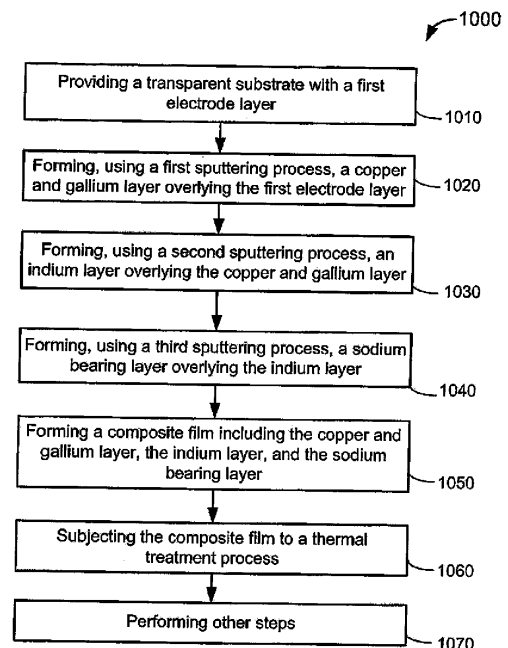 1000
Providing a transparent substrate with a first
electrode layer
1010
Forming, using a first sputtering process, a copper
and gallium layer overlying the first electrode layer
1020
Forming, using a second sputtering process, an
indium layer overlying the copper and gallium layer
1030
Forming, using a third sputtering process, a sodium
bearing layer overlying the indium layer
1040
Forming a composite film including the copper and
gallium layer, the indium layer, and the sodium
bearing layer
1050
Subjecting the composite film to a thermal
treatment process
1060
Performing other steps
1070